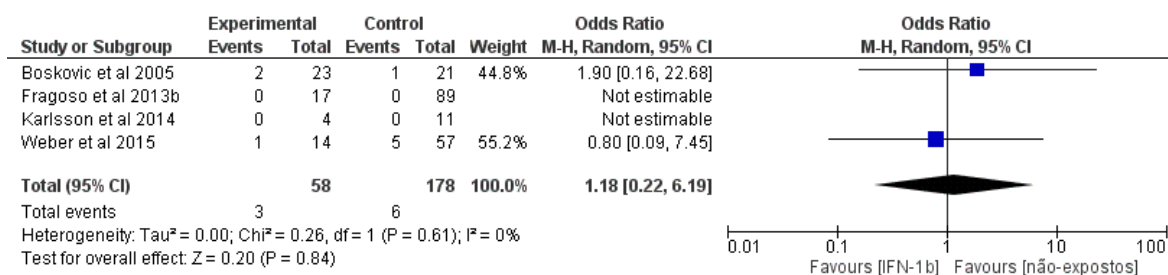 Experimental Control Odds Ratio Odds Ratio
Study or Subgroup Events Total Events Total Weight M-H, Random, 95% CI M-H, Random, 95% CI
Boskovic et al 2005 2 23 1 21 44.8% 1.90 [0.16, 22.68]
Fragoso et al 2013b 0 17 0 89 Not estimable
Karlsson et al 2014 0 4 0 11 Not estimable
Weber et al 2015 1 14 5 57 55.2% 0.80 [0.09, 7.45]
Total (95% CI) 58 178 100.0% 1.18 [0.22, 6.19]
Total events 3 6
Heterogeneity: Tau² = 0.00; Chi² = 0.26, df = 1 (P = 0.61); I² = 0%
Test for overall effect: Z = 0.20 (P = 0.84)
0.01 0.1 1 10 100
Favours [IFN-1b] Favours [não-expostos]